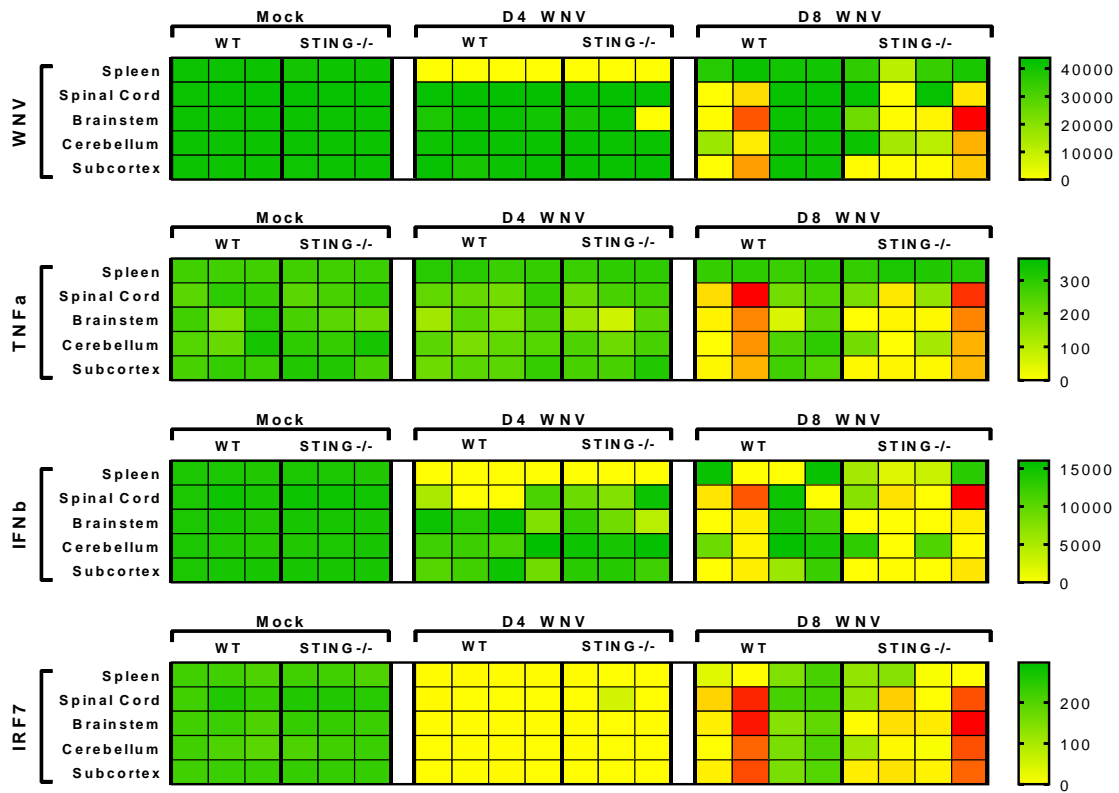 Mock D4 WNV D8 WNV
WT STING-/- WT STING-/- WT STING-/-
WNV
Spleen
Spinal Cord
Brainstem
Cerebellum
Subcortex
40000
30000
20000
10000
0
Mock D4 WNV D8 WNV
WT STING-/- WT STING-/- WT STING-/-
TNFa
Spleen
Spinal Cord
Brainstem
Cerebellum
Subcortex
300
200
100
0
Mock D4 WNV D8 WNV
WT STING-/- WT STING-/- WT STING-/-
IFNb
Spleen
Spinal Cord
Brainstem
Cerebellum
Subcortex
15000
10000
5000
0
Mock D4 WNV D8 WNV
WT STING-/- WT STING-/- WT STING-/-
IRF7
Spleen
Spinal Cord
Brainstem
Cerebellum
Subcortex
200
100
0